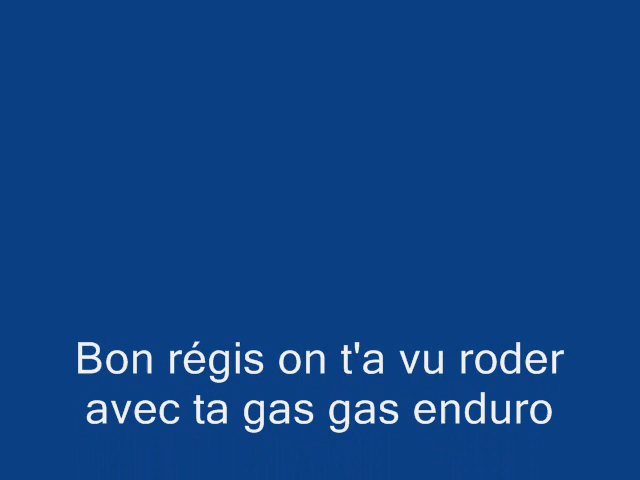 Bon régis on t'a vu roder
avec ta gas gas enduro